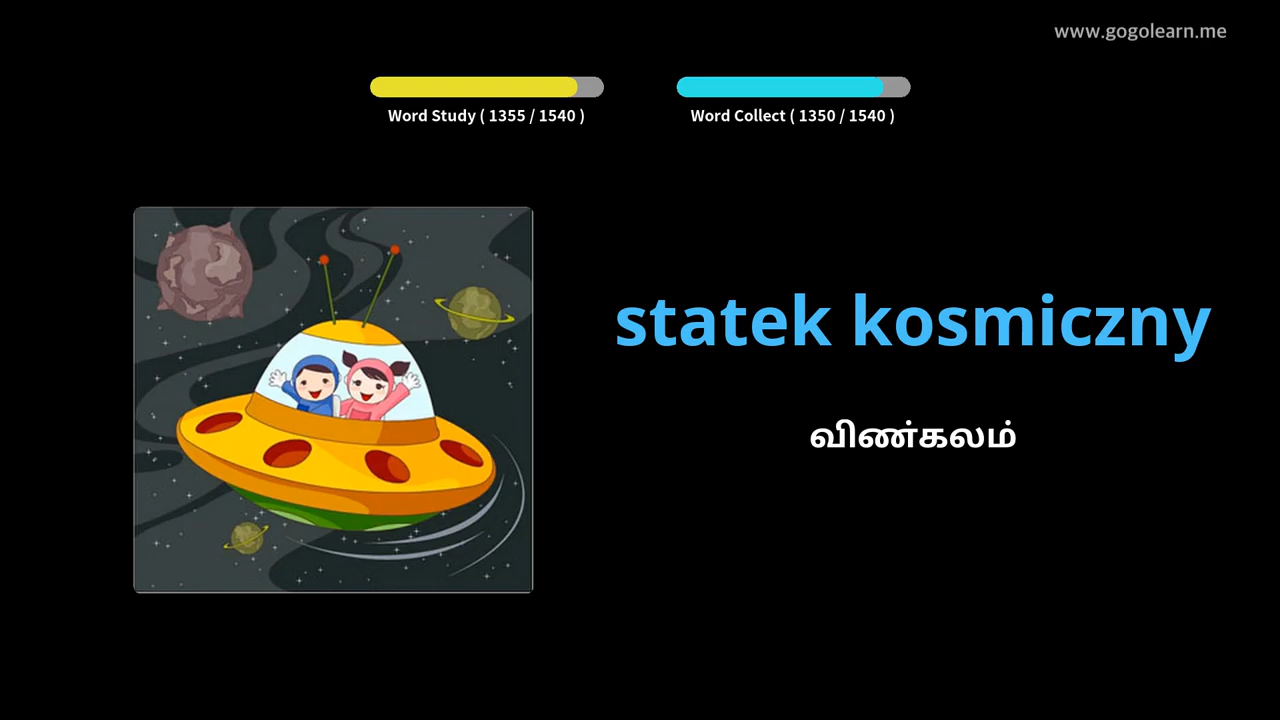 www.gogolearn.me
Word Study ( 1355 / 1540 )
Word Collect ( 1350 / 1540 )
statek kosmiczny
விண்கலம்